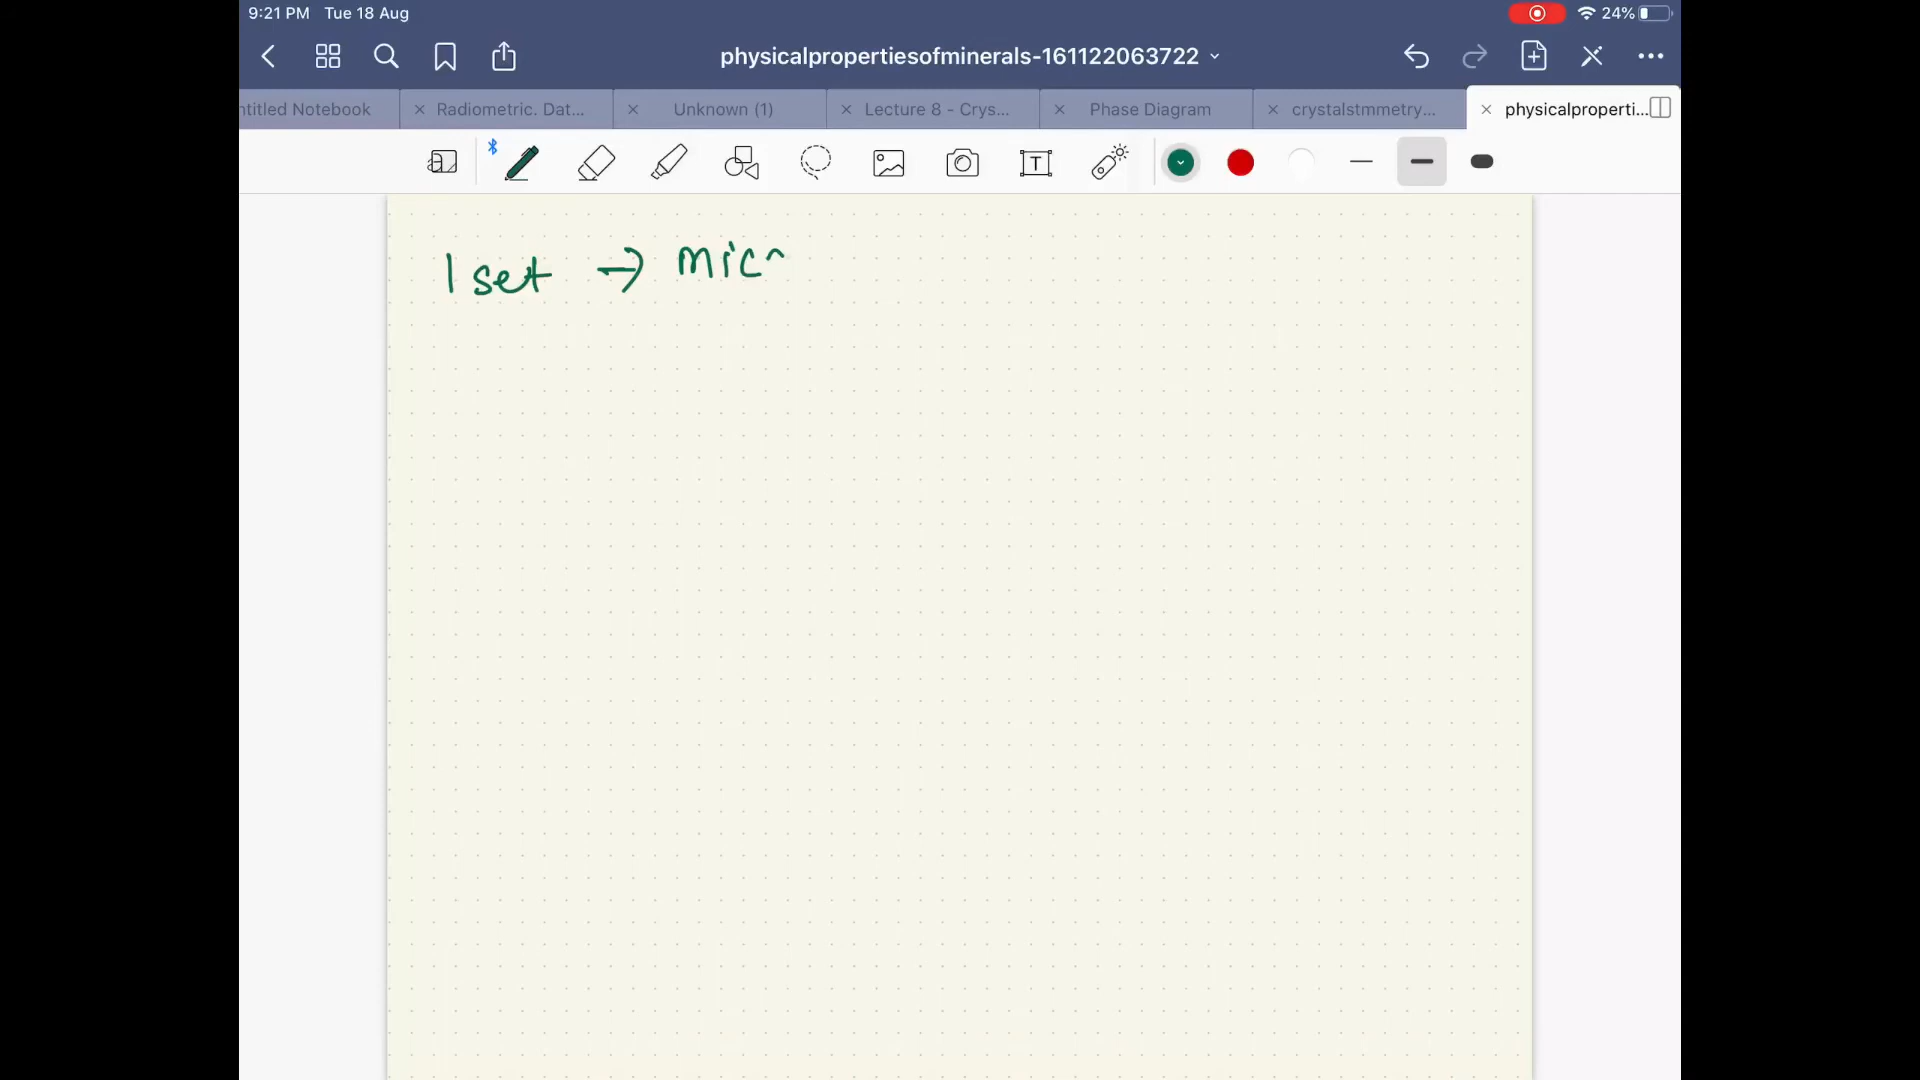 9:21 PM Tue 18 Aug 24%
physicalpropertiesofminerals-161122063722
ntitled Notebook Radiometric. Dat... Unknown (1) Lecture 8 - Crys... Phase Diagram crystalstmmetry... physicalproperti...
T
1 set → mic